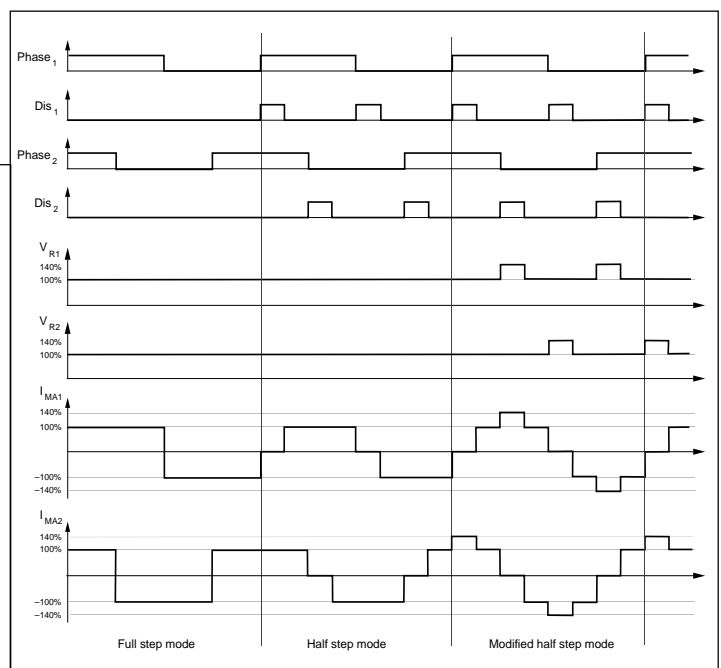 Phase 1
Dis 1
Phase 2
Dis 2
V R1
140%
100%
V R2
140%
100%
I MA1
140%
100%
–100%
–140%
I MA2
140%
100%
–100%
–140%
Full step mode Half step mode Modified half step mode